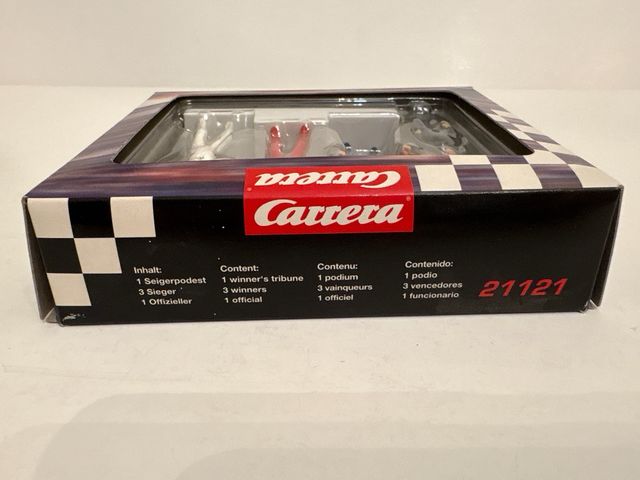 Carrera
Carrera
Inhalt:
1 Seigerpodest
3 Sieger
1 Offizieller
Content:
1 winner's tribune
3 winners
1 official
Contenu:
1 podium
3 vainqueurs
1 officiel
Contenido:
1 podio
3 vencedores
1 funcionario
21121